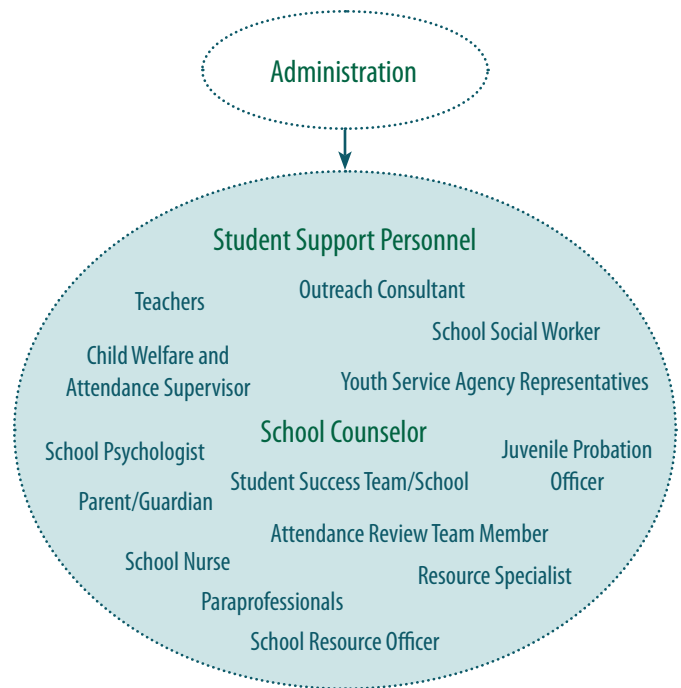 Administration
Student Support Personnel
Outreach Consultant
Teachers
School Social Worker
Child Welfare and
Attendance Supervisor
Youth Service Agency Representatives
School Counselor
School Psychologist
Juvenile Probation
Officer
Student Success Team/School
Parent/Guardian
Attendance Review Team Member
School Nurse
Resource Specialist
Paraprofessionals
School Resource Officer